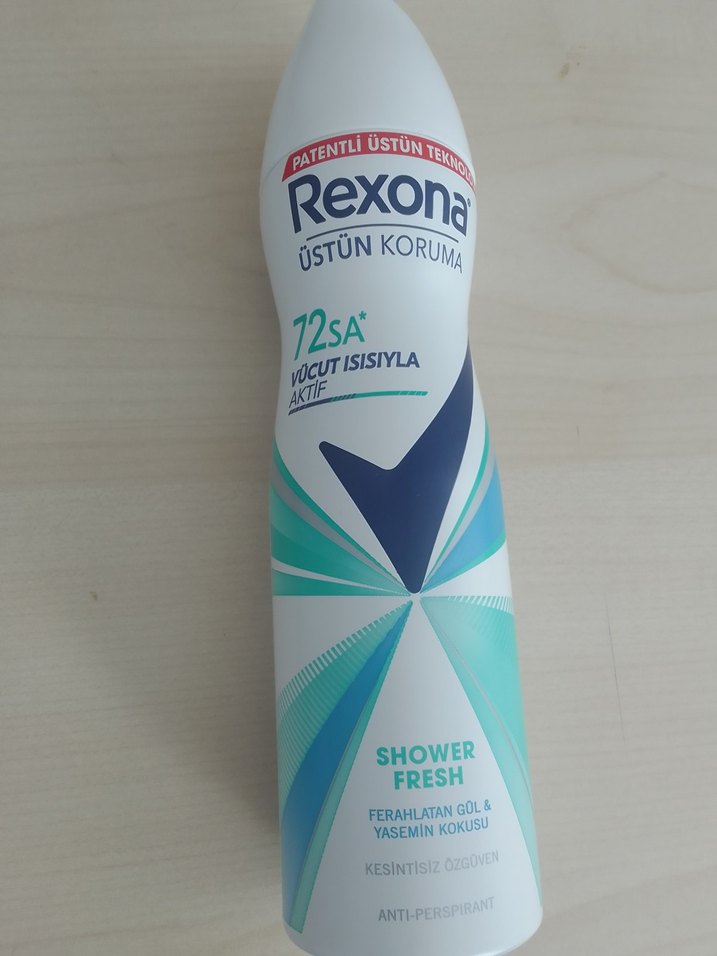 PATENTLİ ÜSTÜN TEKNOLOJİ
Rexona®
ÜSTÜN KORUMA
72SA*
VÜCUT ISISIYLA
AKTİF
SHOWER
FRESH
FERAHLATAN GÜL &
YASEMİN KOKUSU
KESİNTİSİZ ÖZGÜVEN
ANTI-PERSPIRANT